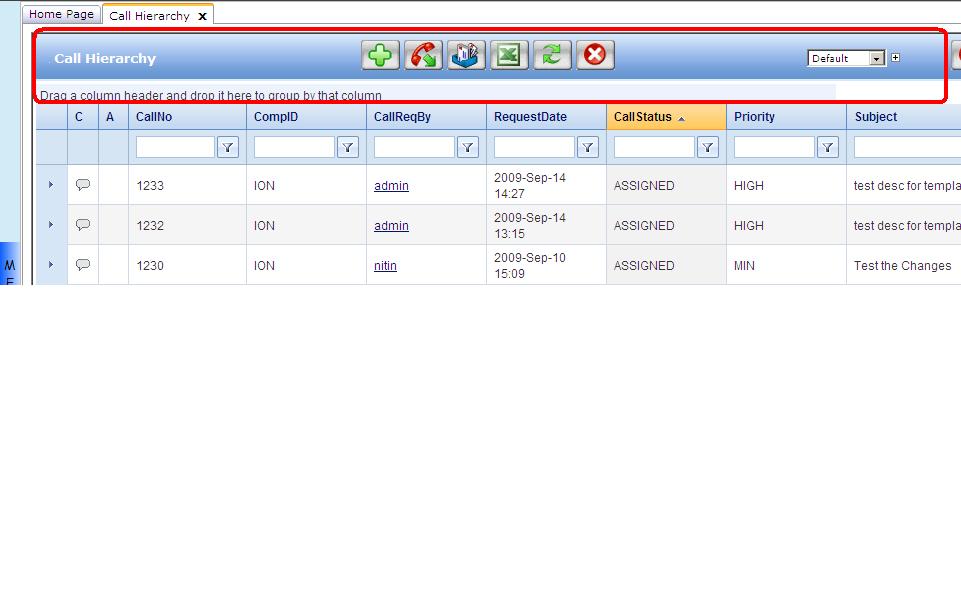 Home Page
Call Hierarchy x
Call Hierarchy
Default
Drag a column header and drop it here to group by that column
C A CallNo CompID CallReqBy RequestDate CallStatus Priority Subject
1233 ION admin 2009-Sep-14 14:27 ASSIGNED HIGH test desc for templa
1232 ION admin 2009-Sep-14 13:15 ASSIGNED HIGH test desc for templa
1230 ION nitin 2009-Sep-10 15:09 ASSIGNED MIN Test the Changes
M
E